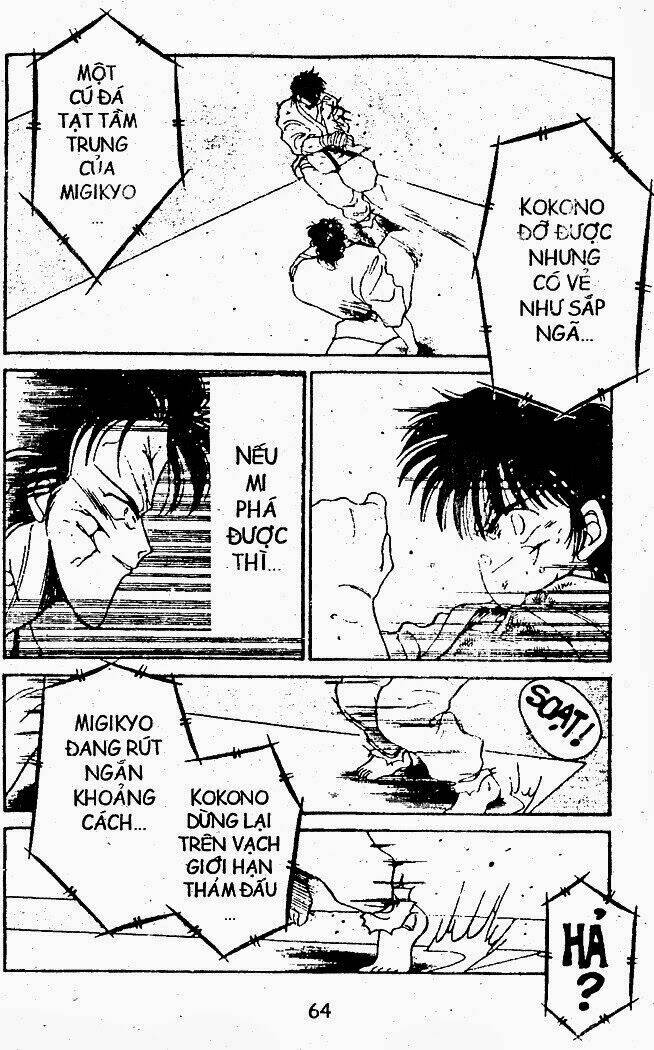 MỘT
CÚ ĐÁ
TẠT TẦM
TRUNG
CỦA
MIGIKYO
...
KOKONO
ĐỠ ĐƯỢC
NHƯNG
CÓ VẺ
NHƯ SẮP
NGÃ...
NẾU
MI
PHÁ
ĐƯỢC
THÌ...
SOẠT!
MIGIKYO
ĐANG RÚT
NGẮN
KHOẢNG
CÁCH...
KOKONO
DỪNG LẠI
TRÊN VẠCH
GIỚI HẠN
THÁM ĐẤU
...
HẢ
?
64